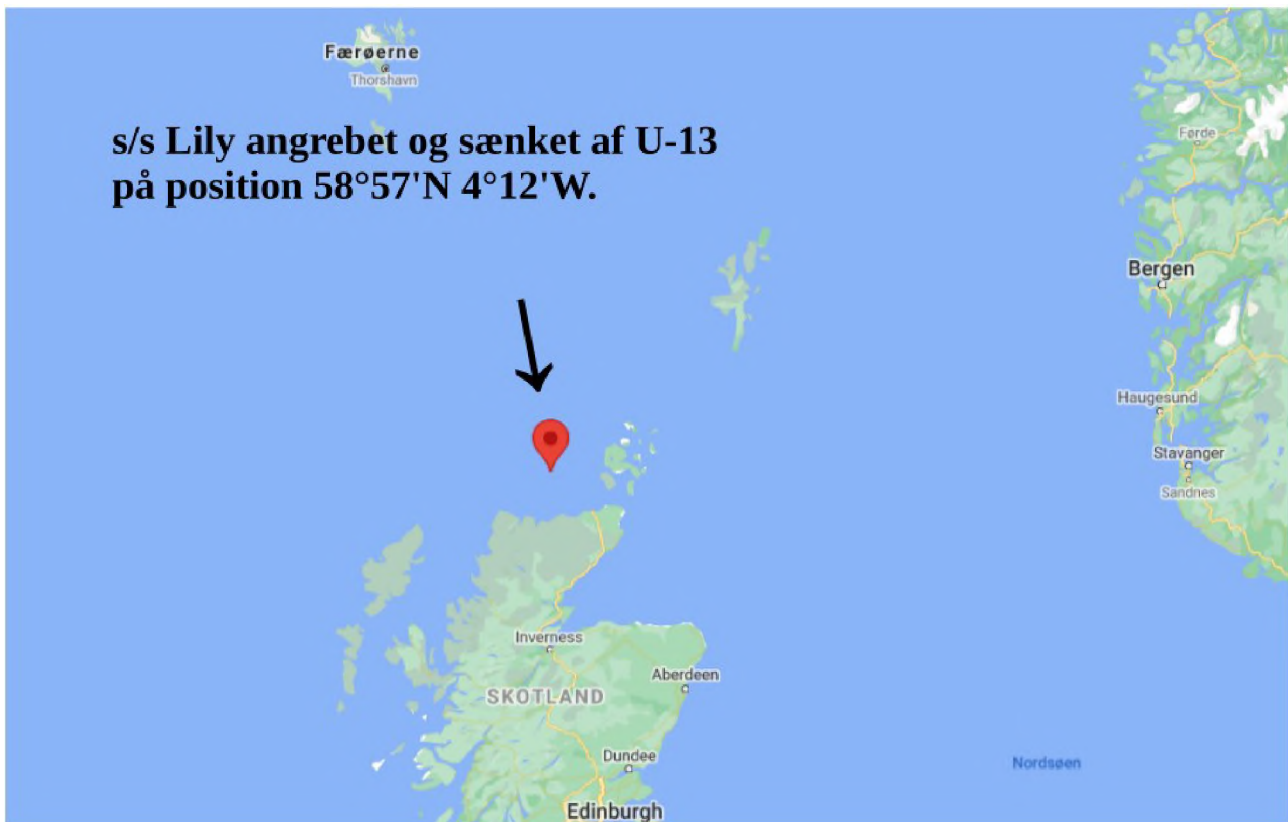 Færøerne
Thorshavn
s/s Lily angrebet og sænket af U-13
på position 58°57'N 4°12'W.
Førde
Bergen
Haugesund
Stavanger
Sandnes
Inverness
Aberdeen
SKOTLAND
Dundee
Nordsøen
Edinburgh